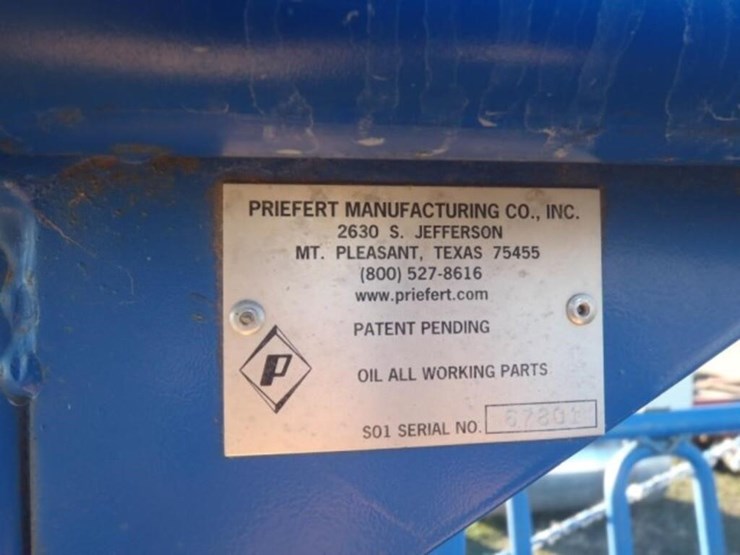 PRIEFERT MANUFACTURING CO., INC.
2630 S. JEFFERSON
MT. PLEASANT, TEXAS 75455
(800) 527-8616
www.priefert.com
PATENT PENDING
P
OIL ALL WORKING PARTS
S01 SERIAL NO. 67801